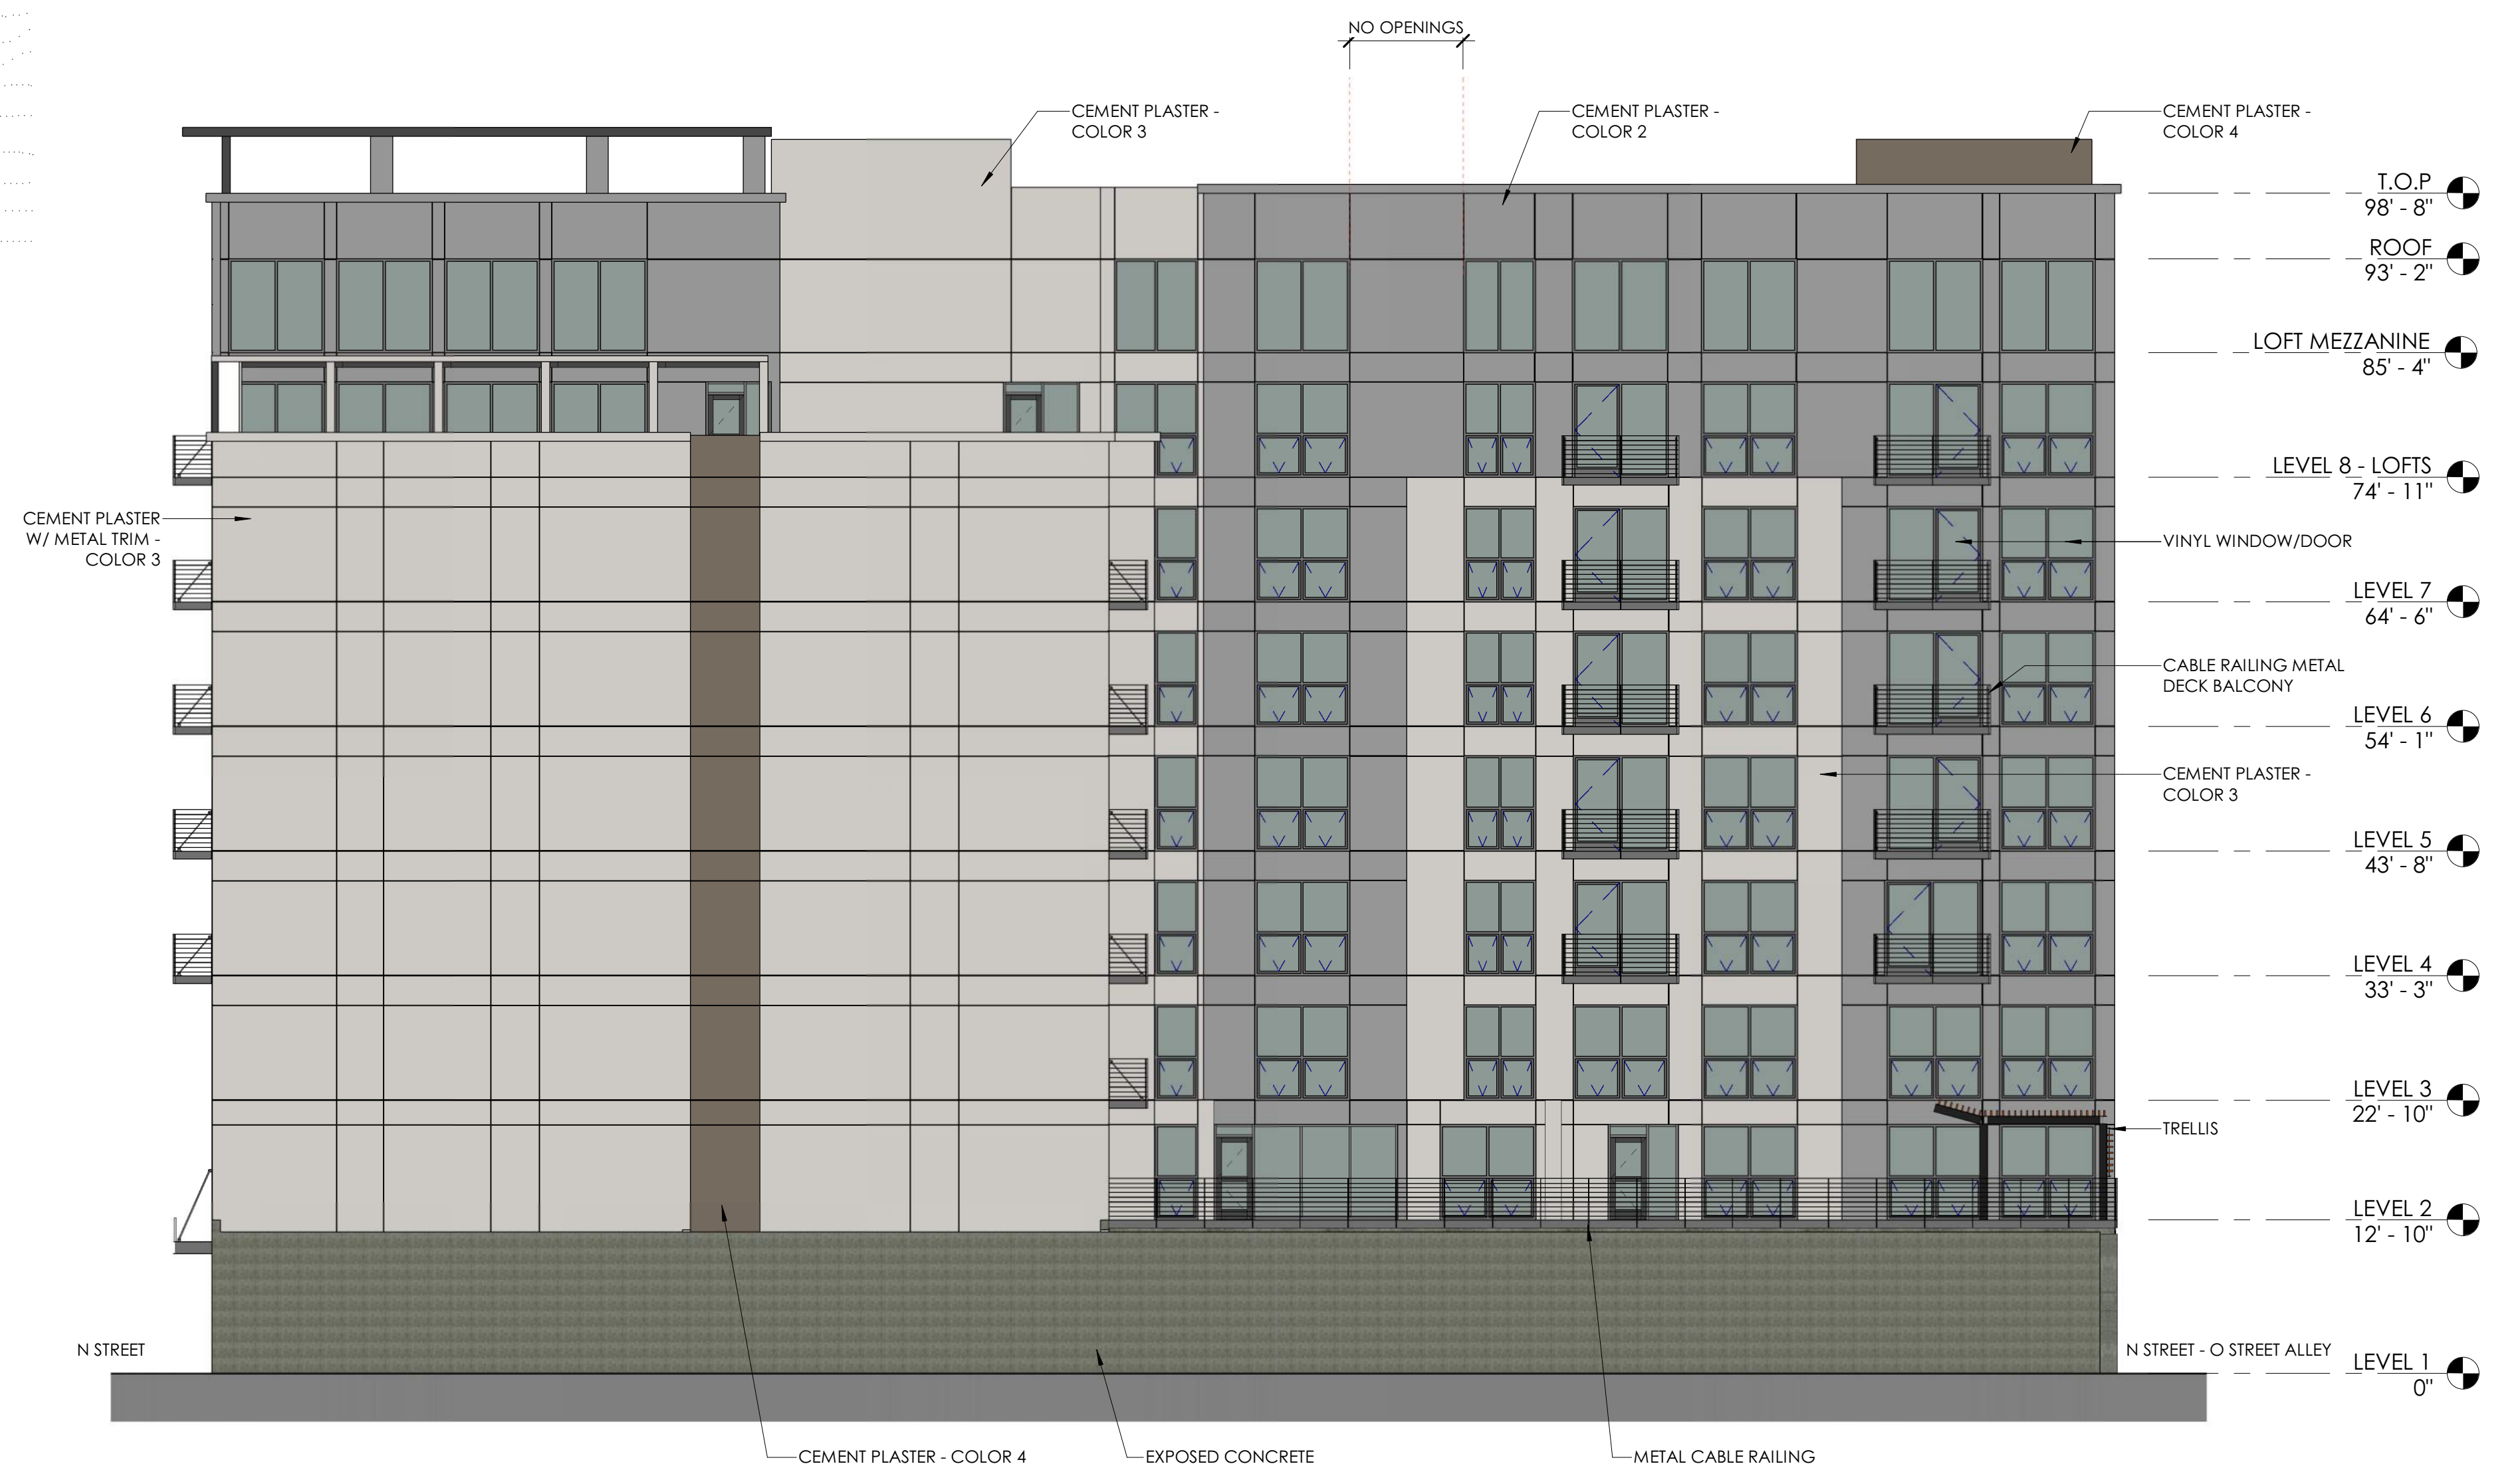 NO OPENINGS
CEMENT PLASTER -
COLOR 3
CEMENT PLASTER -
COLOR 2
CEMENT PLASTER -
COLOR 4
T.O.P
98' - 8"
ROOF
93' - 2"
LOFT MEZZANINE
85' - 4"
LEVEL 8 - LOFTS
74' - 11"
CEMENT PLASTER
W/ METAL TRIM -
COLOR 3
VINYL WINDOW/DOOR
LEVEL 7
64' - 6"
CABLE RAILING METAL
DECK BALCONY
LEVEL 6
54' - 1"
CEMENT PLASTER -
COLOR 3
LEVEL 5
43' - 8"
LEVEL 4
33' - 3"
LEVEL 3
22' - 10"
TRELLIS
LEVEL 2
12' - 10"
N STREET
N STREET - O STREET ALLEY
LEVEL 1
0"
CEMENT PLASTER - COLOR 4
EXPOSED CONCRETE
METAL CABLE RAILING